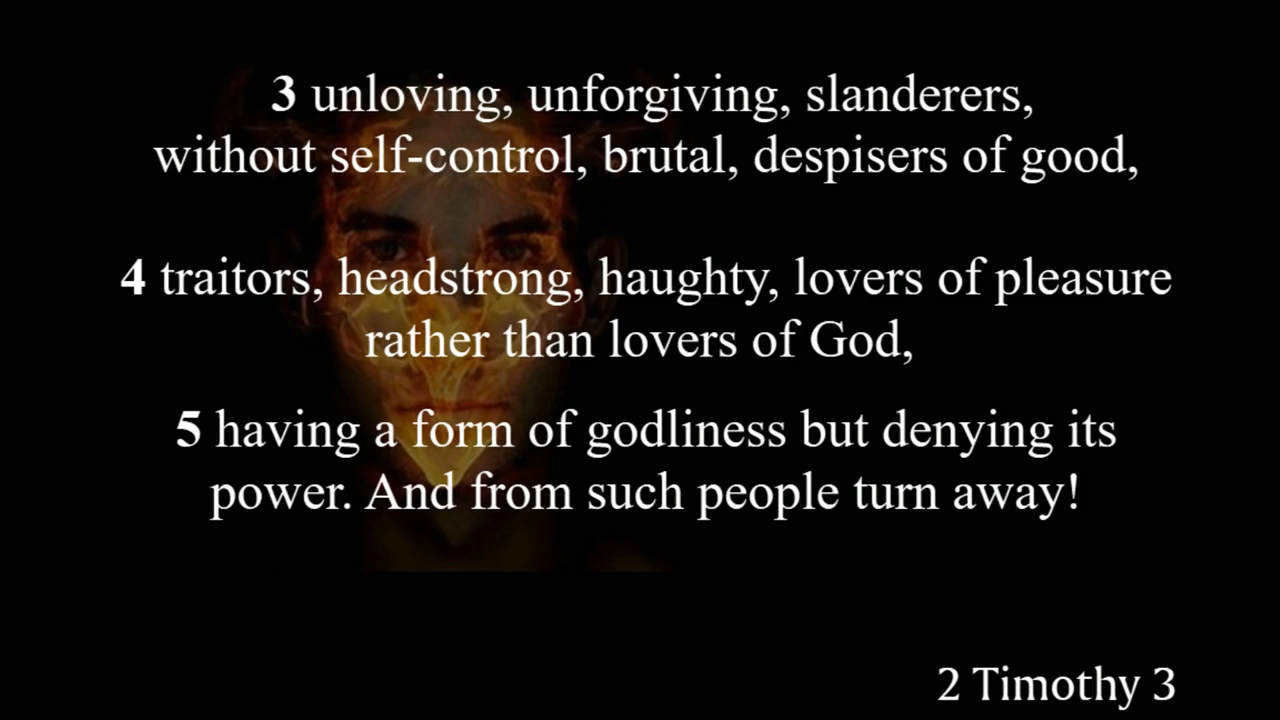 3 unloving, unforgiving, slanderers,
without self-control, brutal, despisers of good,
4 traitors, headstrong, haughty, lovers of pleasure
rather than lovers of God,
5 having a form of godliness but denying its
power. And from such people turn away!
2 Timothy 3